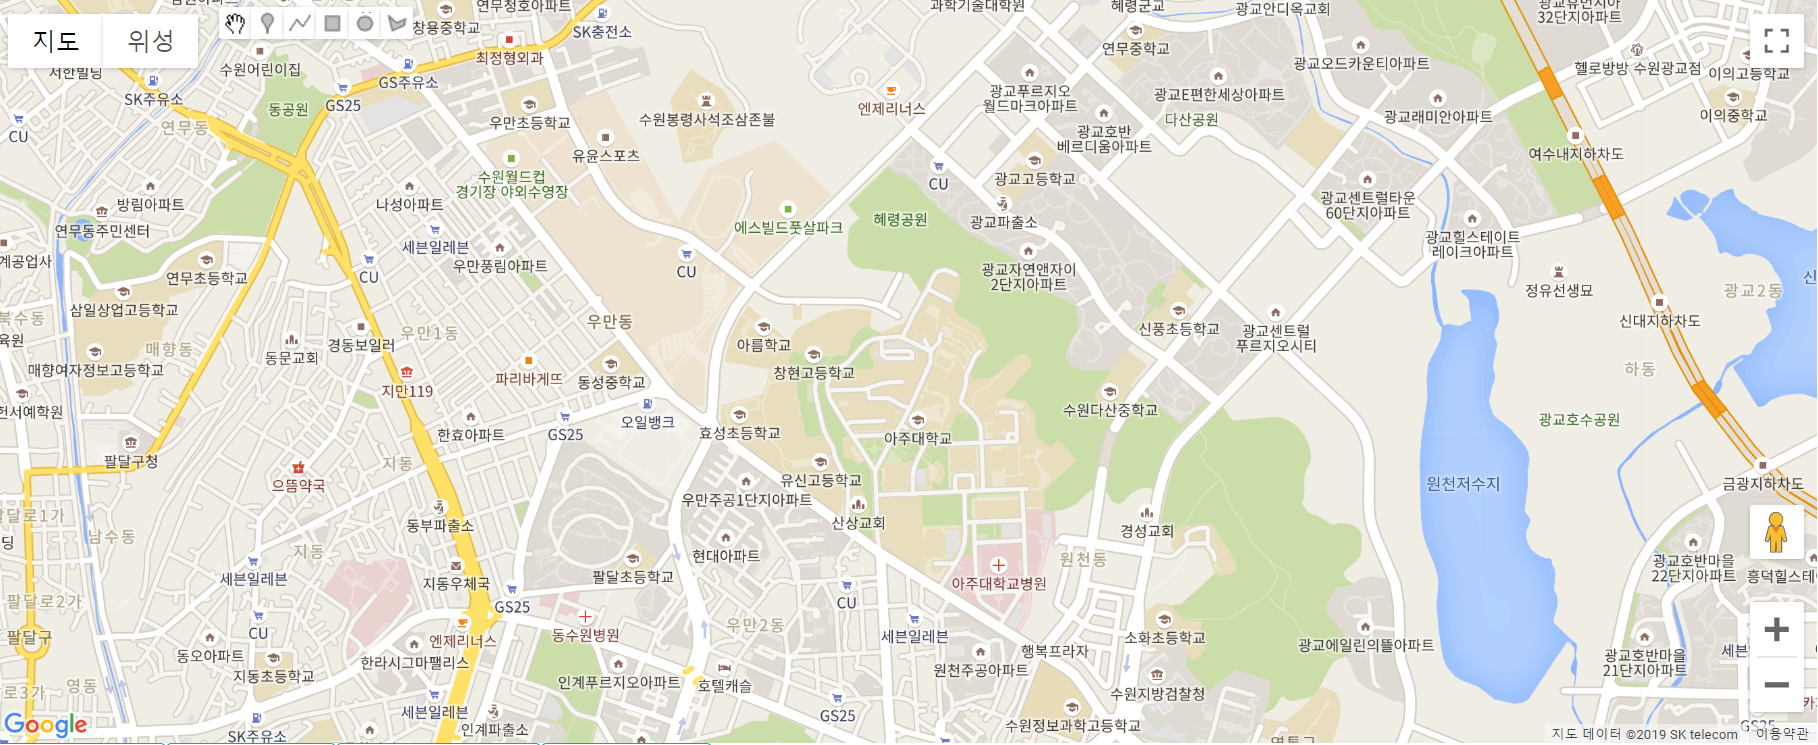 지도
위성
연무정호아파트
과학기술대학원
혜령군교
광교안디옥교회
32단지아파트
창용중학교
SK충전소
최정형외과
연무중학교
광교오드카운티아파트
헬로방방 수원광교점
이의고등학교
서한빌딩
수원어린이집
GS주유소
SK주유소
GS25
동공원
CU
연무동
우만초등학교
수원봉령사석조삼존불
엔제리너스
광교푸르지오
월드마크아파트
광교E편한세상아파트
다산공원
광교래미안아파트
이의중학교
광교호반
베르디움아파트
유윤스포츠
여수내지하차도
수원월드컵
경기장 야외수영장
CU
광교고등학교
광교센트럴타운
60단지아파트
방림아파트
나성아파트
에스빌드풋살파크
혜령공원
광교파출소
연무동주민센터
세븐일레븐
광교힐스테이트
레이크아파트
계공업사
우만풍림아파트
CU
CU
연무초등학교
광교자연앤자이
2단지아파트
정유선생묘
광교2동
삼일상업고등학교
북수동
우만동
신풍초등학교
광교센트럴
푸르지오시티
신대지하차도
우만1동
육원
매향동
동문교회
경동보일러
아름학교
매향여자정보고등학교
파리바게뜨
동성중학교
창현고등학교
하동
지만119
헌서예학원
수원다산중학교
광교호수공원
한효아파트
GS25
오일뱅크
효성초등학교
아주대학교
팔달구청
지동
유신고등학교
원천저수지
금광지하차도
으뜸약국
우만주공1단지아파트
팔달로1가
동부파출소
산상교회
경성교회
남수동
지동
현대아파트
원천동
광교호반마을
22단지아파트
흥덕힐스테이
세븐일레븐
지동우체국
팔달초등학교
아주대학교병원
팔달로2가
GS25
CU
CU
팔달구
엔제리너스
동수원병원
우만2동
세븐일레븐
소화초등학교
광교에일린의뜰아파트
동오아파트
한라시그마팰리스
행복프라자
광교호반마을
21단지아파트
지동초등학교
원천주공아파트
영동
인계푸르지오아파트
호텔캐슬
수원지방검찰청
세븐일레븐
GS25
수원정보과학고등학교
SK주유소
인계파출소
GS25
Google
지도 데이터 ©2019 SK telecom
이용약관